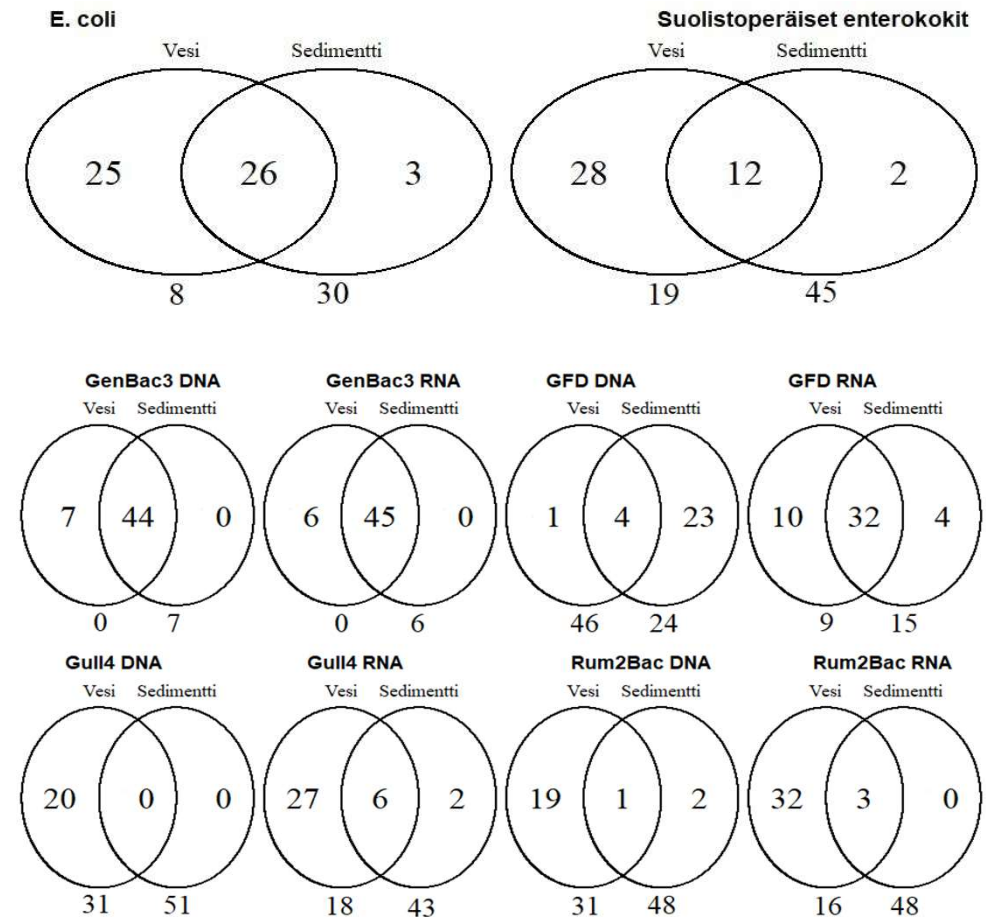 E. coli Suolistoperäiset enterokokit
Vesi Sedimentti Vesi Sedimentti
25 26 3 28 12 2
8 30 19 45
GenBac3 DNA GenBac3 RNA GFD DNA GFD RNA
Vesi Sedimentti Vesi Sedimentti Vesi Sedimentti Vesi Sedimentti
7 44 0 6 45 0 1 4 23 10 32 4
0 7 0 6 46 24 9 15
Gull4 DNA Gull4 RNA Rum2Bac DNA Rum2Bac RNA
Vesi Sedimentti Vesi Sedimentti Vesi Sedimentti Vesi Sedimentti
20 0 0 27 6 2 19 1 2 32 3 0
31 51 18 43 31 48 16 48